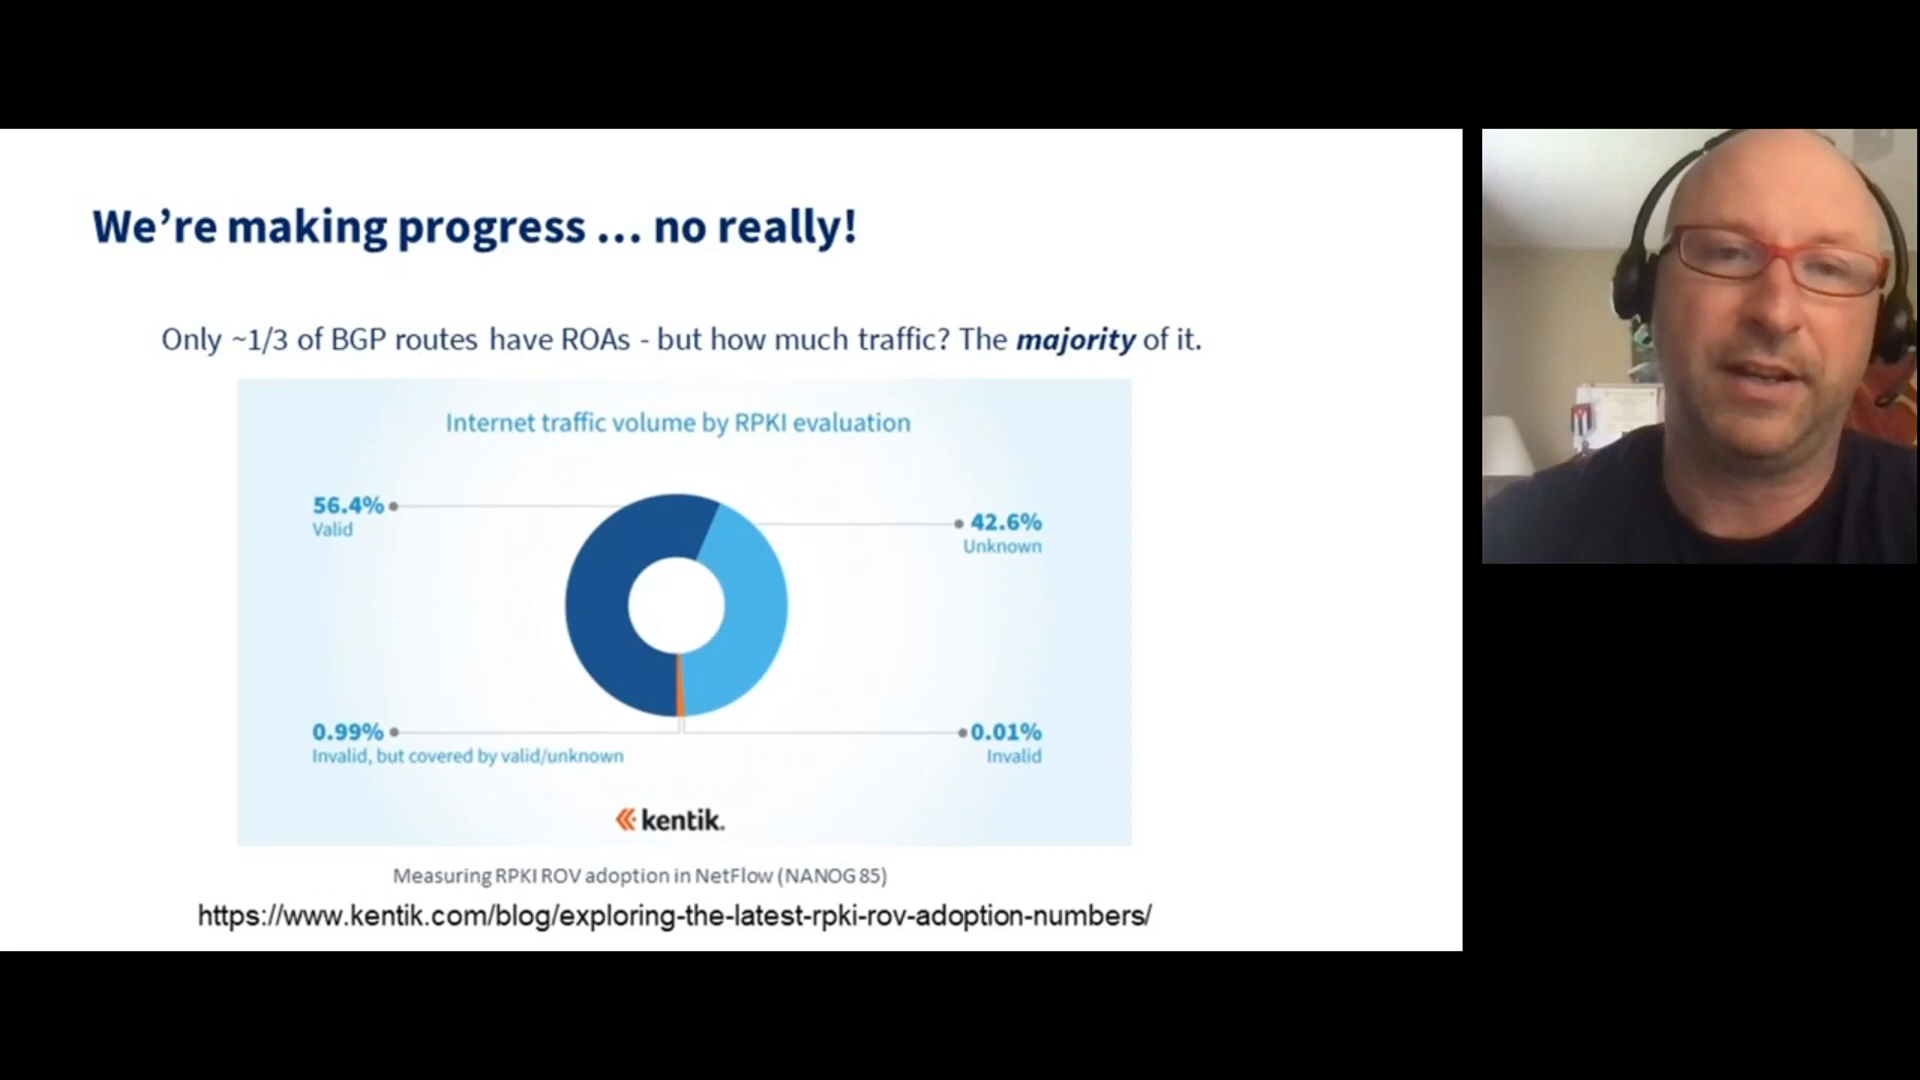 We're making progress ... no really!
Only ~1/3 of BGP routes have ROAs - but how much traffic? The majority of it.
Internet traffic volume by RPKI evaluation
56.4%
Valid
42.6%
Unknown
0.99%
Invalid, but covered by valid/unknown
0.01%
Invalid
kentik.
Measuring RPKI ROV adoption in NetFlow (NANOG 85)
https://www.kentik.com/blog/exploring-the-latest-rpki-rov-adoption-numbers/